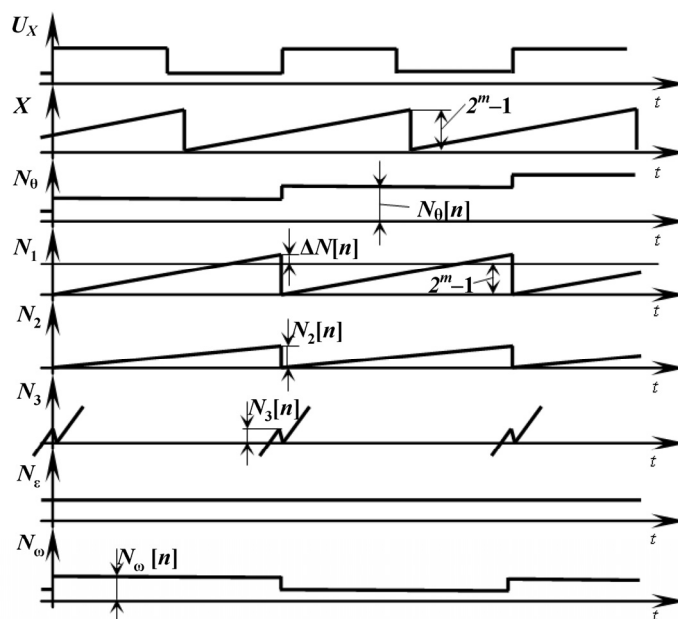 U_X
t
X
2^m–1
t
N_θ
N_θ[n]
t
N_1
ΔN[n]
2^m–1
t
N_2
N_2[n]
t
N_3
N_3[n]
t
N_ε
t
N_ω
N_ω [n]
t